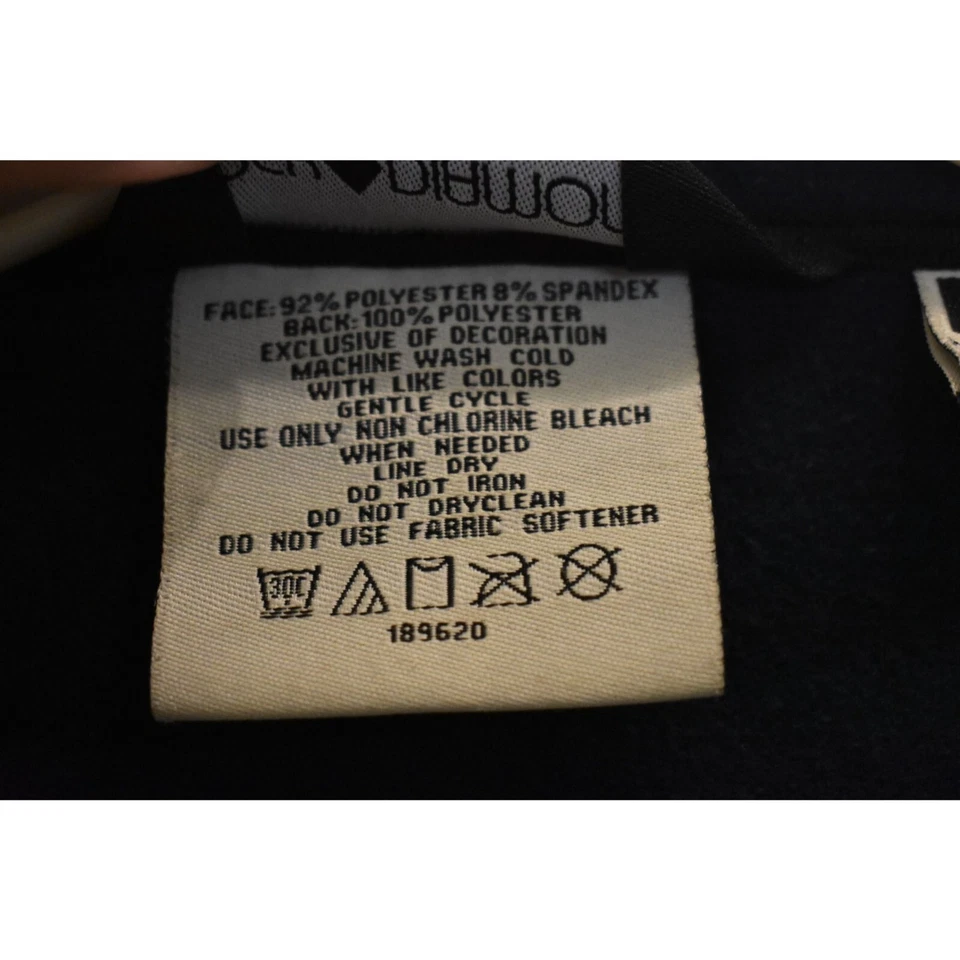 FACE: 92% POLYESTER 8% SPANDEX
BACK: 100% POLYESTER
EXCLUSIVE OF DECORATION
MACHINE WASH COLD
WITH LIKE COLORS
GENTLE CYCLE
USE ONLY NON CHLORINE BLEACH
WHEN NEEDED
LINE DRY
DO NOT IRON
DO NOT DRYCLEAN
DO NOT USE FABRIC SOFTENER
30C
189620